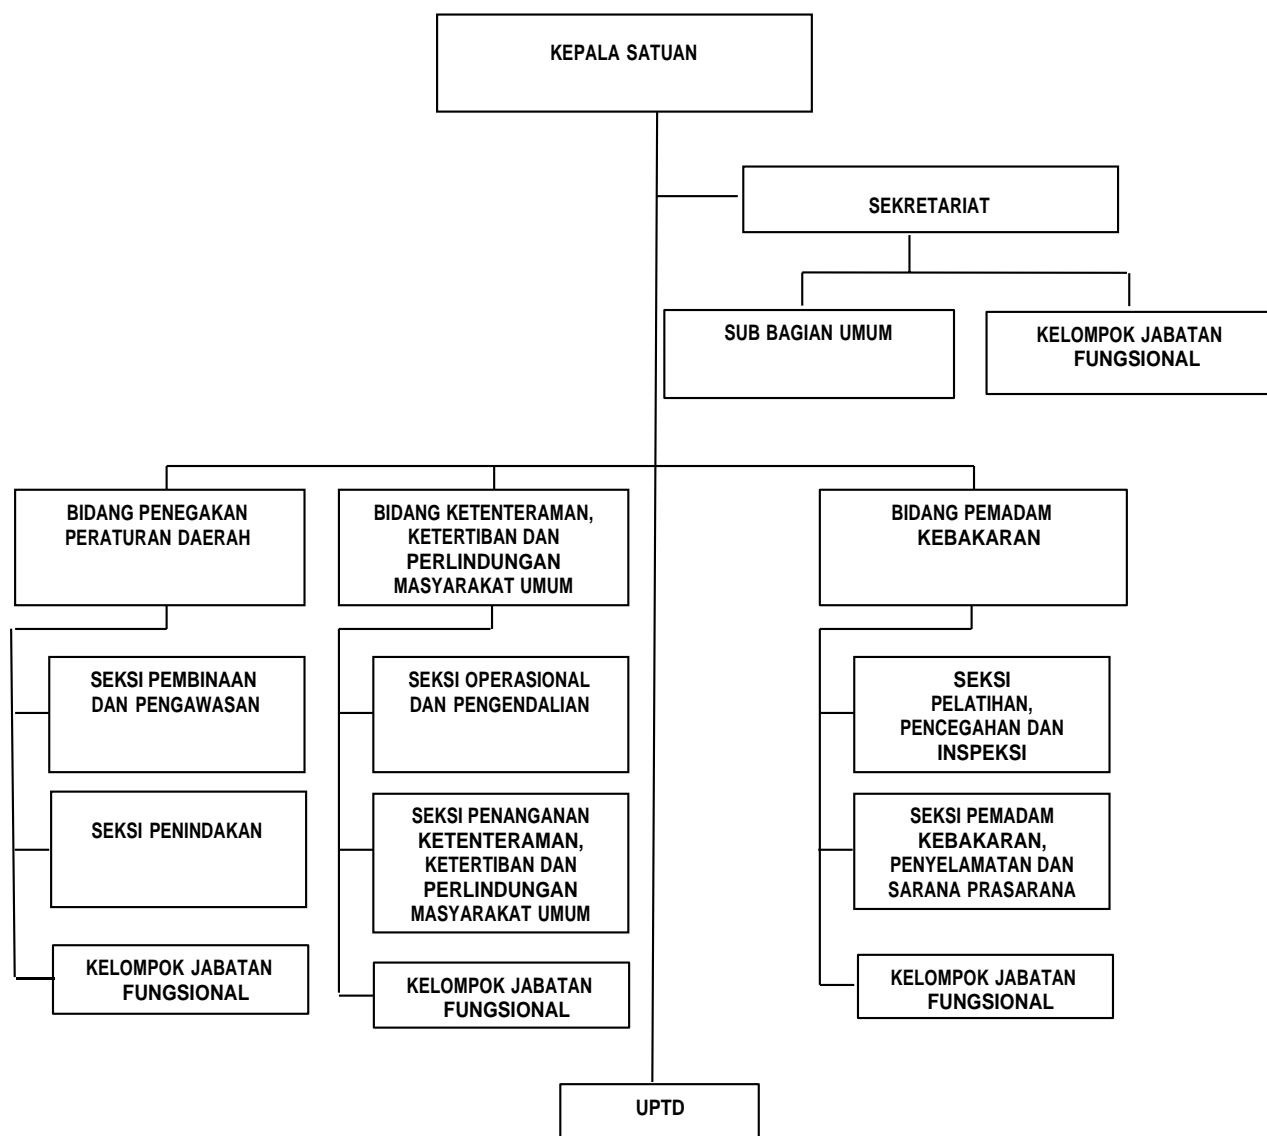 KEPALA SATUAN
SEKRETARIAT
SUB BAGIAN UMUM
KELOMPOK JABATAN
FUNGSIONAL
BIDANG PENEGAKAN
PERATURAN DAERAH
BIDANG KETENTERAMAN,
KETERTIBAN DAN
PERLINDUNGAN
MASYARAKAT UMUM
BIDANG PEMADAM
KEBAKARAN
SEKSI PEMBINAAN
DAN PENGAWASAN
SEKSI PENINDAKAN
KELOMPOK JABATAN
FUNGSIONAL
SEKSI OPERASIONAL
DAN PENGENDALIAN
SEKSI PENANGANAN
KETENTERAMAN,
KETERTIBAN DAN
PERLINDUNGAN
MASYARAKAT UMUM
KELOMPOK JABATAN
FUNGSIONAL
SEKSI
PELATIHAN,
PENCEGAHAN DAN
INSPEKSI
SEKSI PEMADAM
KEBAKARAN,
PENYELAMATAN DAN
SARANA PRASARANA
KELOMPOK JABATAN
FUNGSIONAL
UPTD